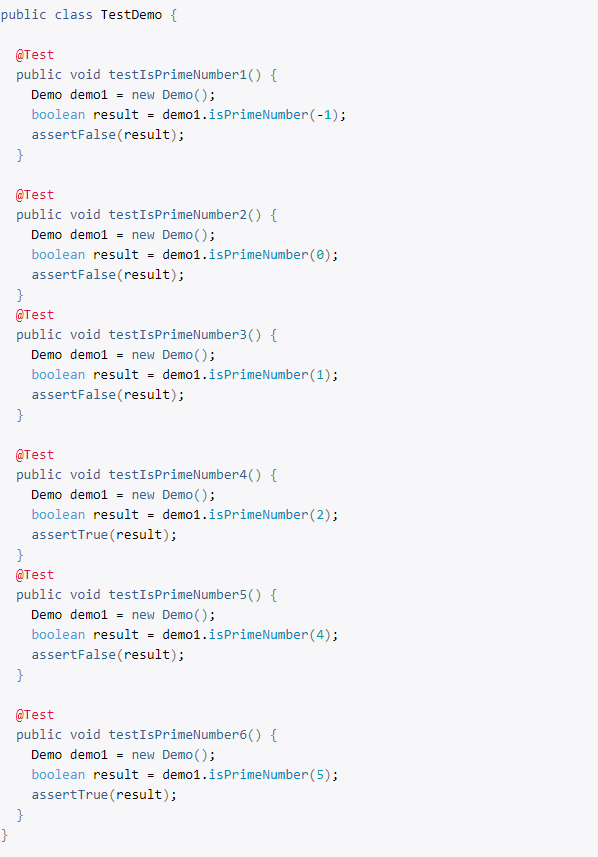 public class TestDemo {
@Test
public void testIsPrimeNumber1() {
Demo demo1 = new Demo();
boolean result = demo1.isPrimeNumber(-1);
assertFalse(result);
}
@Test
public void testIsPrimeNumber2() {
Demo demo1 = new Demo();
boolean result = demo1.isPrimeNumber(0);
assertFalse(result);
}
@Test
public void testIsPrimeNumber3() {
Demo demo1 = new Demo();
boolean result = demo1.isPrimeNumber(1);
assertFalse(result);
}
@Test
public void testIsPrimeNumber4() {
Demo demo1 = new Demo();
boolean result = demo1.isPrimeNumber(2);
assertTrue(result);
}
@Test
public void testIsPrimeNumber5() {
Demo demo1 = new Demo();
boolean result = demo1.isPrimeNumber(4);
assertFalse(result);
}
@Test
public void testIsPrimeNumber6() {
Demo demo1 = new Demo();
boolean result = demo1.isPrimeNumber(5);
assertTrue(result);
}
}